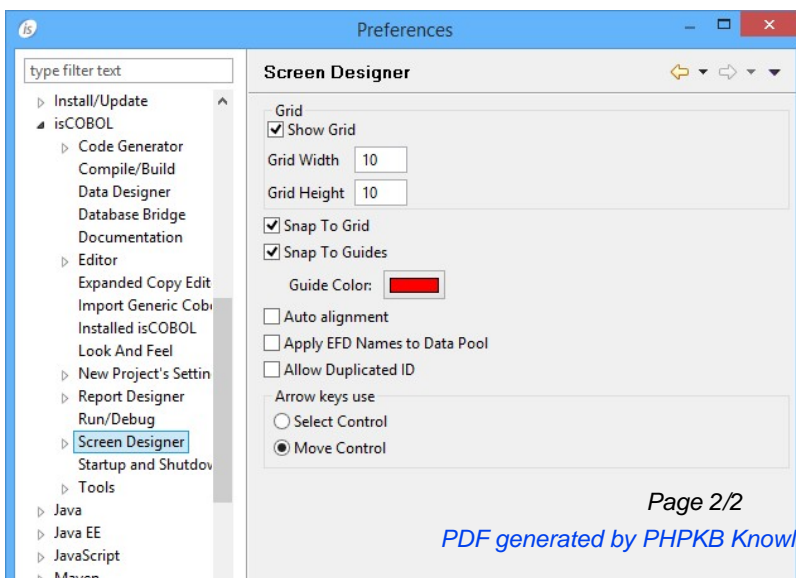 is
Preferences
type filter text
Install/Update
isCOBOL
Code Generator
Compile/Build
Data Designer
Database Bridge
Documentation
Editor
Expanded Copy Edit
Import Generic Cob
Installed isCOBOL
Look And Feel
New Project's Settin
Report Designer
Run/Debug
Screen Designer
Startup and Shutdov
Tools
Java
Java EE
JavaScript
Maven
Screen Designer
Grid
Show Grid
Grid Width 10
Grid Height 10
Snap To Grid
Snap To Guides
Guide Color:
Auto alignment
Apply EFD Names to Data Pool
Allow Duplicated ID
Arrow keys use
Select Control
Move Control
Page 2/2
PDF generated by PHPKB Knowl